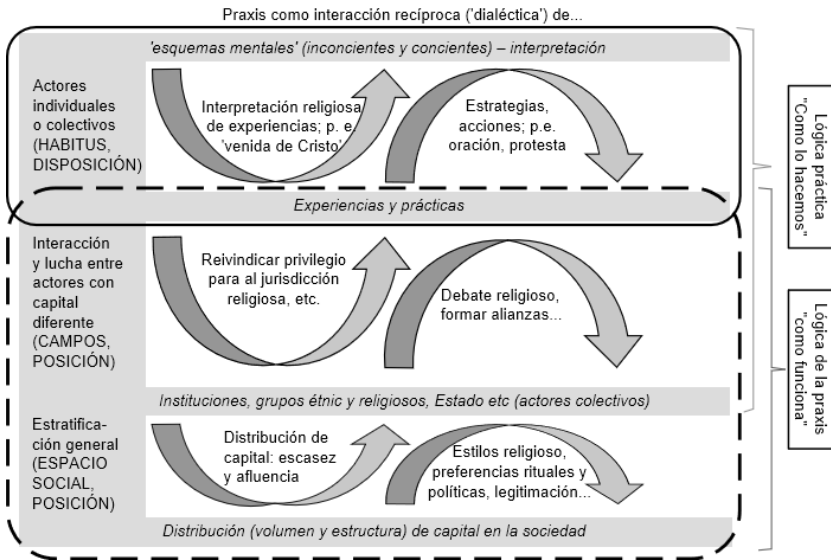 Praxis como interacción recíproca ('dialéctica') de...
'esquemas mentales' (inconcientes y concientes) – interpretación
Actores
individuales
o colectivos
(HABITUS,
DISPOSICIÓN)
Interpretación religiosa
de experiencias; p. e.
'venida de Cristo'
Estrategias,
acciones; p.e.
oración, protesta
Experiencias y prácticas
Interacción
y lucha entre
actores con
capital
diferente
(CAMPOS,
POSICIÓN)
Reivindicar privilegio
para al jurisdicción
religiosa, etc.
Debate religioso,
formar alianzas...
Instituciones, grupos étnic y religiosos, Estado etc (actores colectivos)
Estratifica-
ción general
(ESPACIO
SOCIAL,
POSICIÓN)
Distribución de
capital: escasez
y afluencia
Estilos religioso,
preferencias rituales y
políticas, legitimación...
Distribución (volumen y estructura) de capital en la sociedad
Lógica práctica
"Como lo hacemos"
Lógica de la praxis
"como funciona"